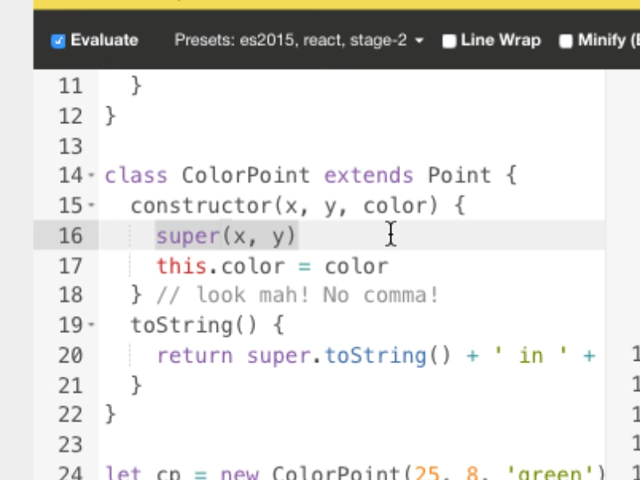 Evaluate Presets: es2015, react, stage-2 Line Wrap Minify (
11 }
12 }
13
14 class ColorPoint extends Point {
15 constructor(x, y, color) {
16 super(x, y)
17 this.color = color
18 } // look mah! No comma!
19 toString() {
20 return super.toString() + ' in ' +
21 }
22 }
23
24 let cp = new ColorPoint(25, 8, 'green')